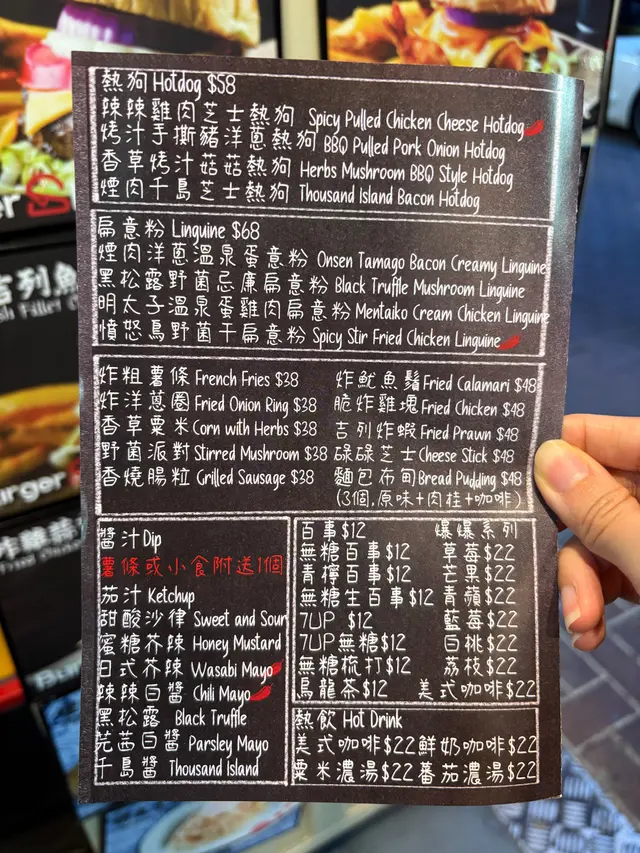 熱狗 Hotdog $58
辣辣雞肉芝士熱狗 Spicy Pulled Chicken Cheese Hotdog
烤汁手撕豬洋蔥熱狗 BBQ Pulled Pork Onion Hotdog
香草烤汁菇菇熱狗 Herbs Mushroom BBQ Style Hotdog
煙肉千島芝士熱狗 Thousand Island Bacon Hotdog
扁意粉 Linguine $68
煙肉洋蔥溫泉蛋意粉 Onsen Tamago Bacon Creamy Linguine
黑松露野菌忌廉扁意粉 Black Truffle Mushroom Linguine
明太子溫泉蛋雞肉扁意粉 Mentaiko Cream Chicken Linguine
憤怒鳥野菌干扁意粉 Spicy Stir Fried Chicken Linguine
炸粗薯條 French Fries $38
炸洋蔥圈 Fried Onion Ring $38
香草粟米 Corn with Herbs $38
野菌派對 Stirred Mushroom $38
香燒腸粒 Grilled Sausage $38
炸魷魚鬚 Fried Calamari $48
脆炸雞塊 Fried Chicken $48
吉列炸蝦 Fried Prawn $48
碌碌芝士 Cheese Stick $48
麵包布甸 Bread Pudding $48
(3個,原味+肉桂+咖啡)
醬汁 Dip
薯條或小食附送1個
茄汁 Ketchup
甜酸沙律 Sweet and Sour
蜜糖芥辣 Honey Mustard
日式芥辣 Wasabi Mayo
辣辣白醬 Chili Mayo
黑松露 Black Truffle
芫茜白醬 Parsley Mayo
千島醬 Thousand Island
百事 $12
無糖百事 $12
青檸百事 $12
無糖生百事 $12
7UP $12
7UP無糖 $12
無糖梳打 $12
烏龍茶 $12
爆爆系列
草莓 $22
芒果 $22
青蘋 $22
藍莓 $22
白桃 $22
荔枝 $22
美式咖啡 $22
熱飲 Hot Drink
美式咖啡 $22 鮮奶咖啡 $22
粟米濃湯 $22 蕃茄濃湯 $22
吉列魚